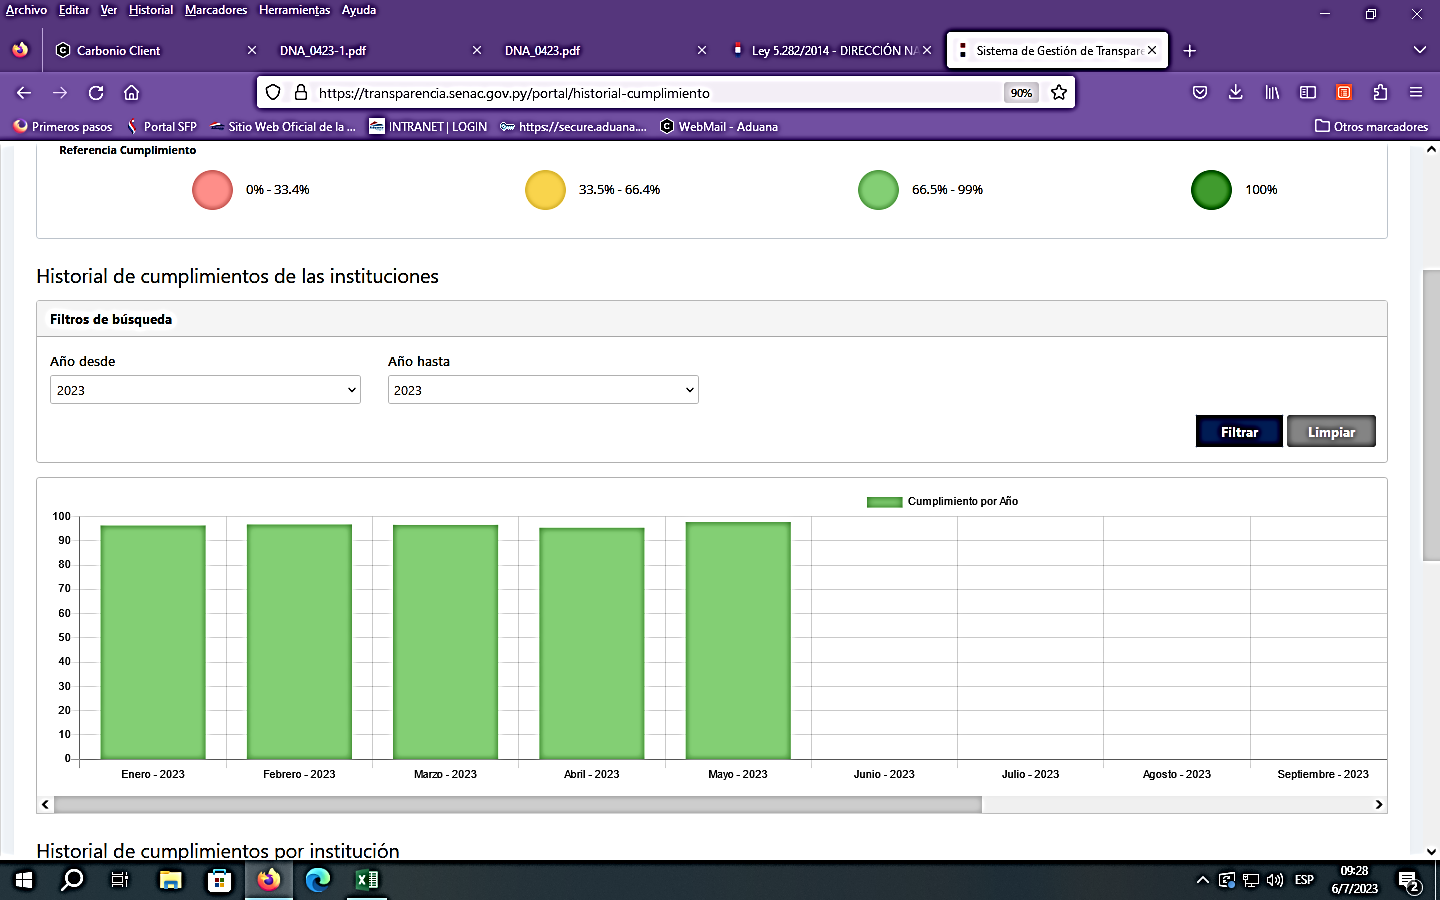 Archivo Editar Ver Historial Marcadores Herramientas Ayuda
Carbonio Client DNA_0423-1.pdf DNA_0423.pdf Ley 5.282/2014 - DIRECCIÓN NA Sistema de Gestión de Transpare
https://transparencia.senac.gov.py/portal/historial-cumplimiento 90%
Primeros pasos Portal SFP Sitio Web Oficial de la ... INTRANET | LOGIN https://secure.aduana.... WebMail - Aduana Otros marcadores
Referencia Cumplimiento
0% - 33.4% 33.5% - 66.4% 66.5% - 99% 100%
Historial de cumplimientos de las instituciones
Filtros de búsqueda
Año desde Año hasta
2023 2023
Filtrar Limpiar
Cumplimiento por Año
100
90
80
70
60
50
40
30
20
10
0
Enero - 2023 Febrero - 2023 Marzo - 2023 Abril - 2023 Mayo - 2023 Junio - 2023 Julio - 2023 Agosto - 2023 Septiembre - 2023
Historial de cumplimientos por institución
ESP 09:28
6/7/2023
2